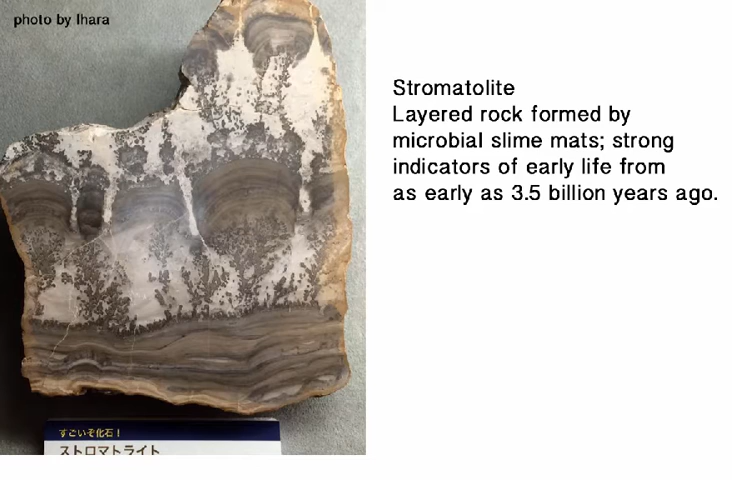 photo by Ihara
Stromatolite
Layered rock formed by
microbial slime mats; strong
indicators of early life from
as early as 3.5 billion years ago.
すごいぞ化石！
ストロマトライト